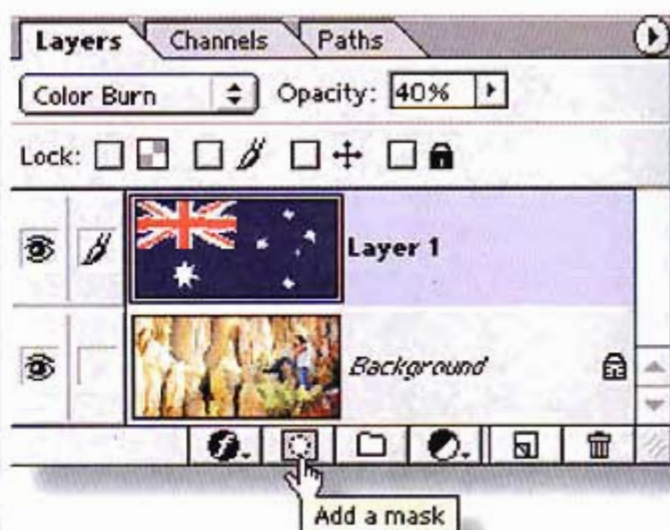 Layers Channels Paths
Color Burn Opacity: 40%
Lock:
Layer 1
Background
Add a mask